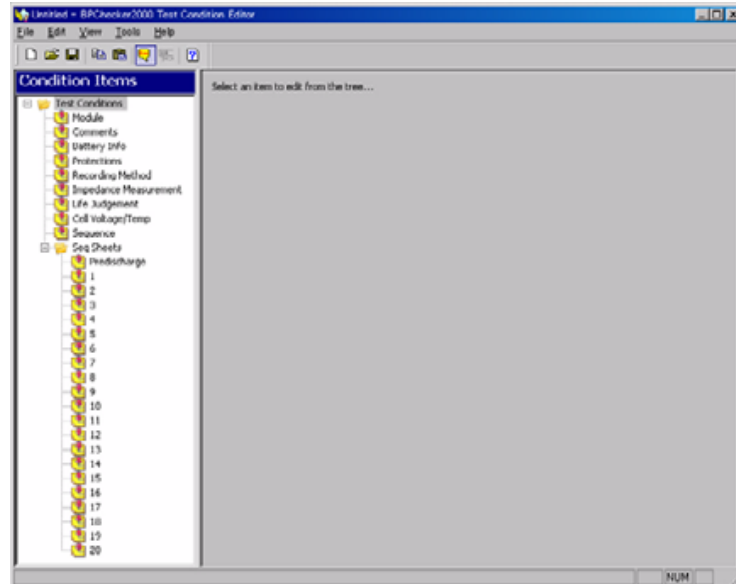 Untitled - BPChecker2000 Test Condition Editor
File Edit View Tools Help
Condition Items
Select an item to edit from the tree...
Test Conditions
Module
Comments
Battery Info
Protections
Recording Method
Impedance Measurement
Life Judgement
Cell Voltage/Temp
Sequence
Seq Sheets
Predischarge
1
2
3
4
5
6
7
8
9
10
11
12
13
14
15
16
17
18
19
20
NUM